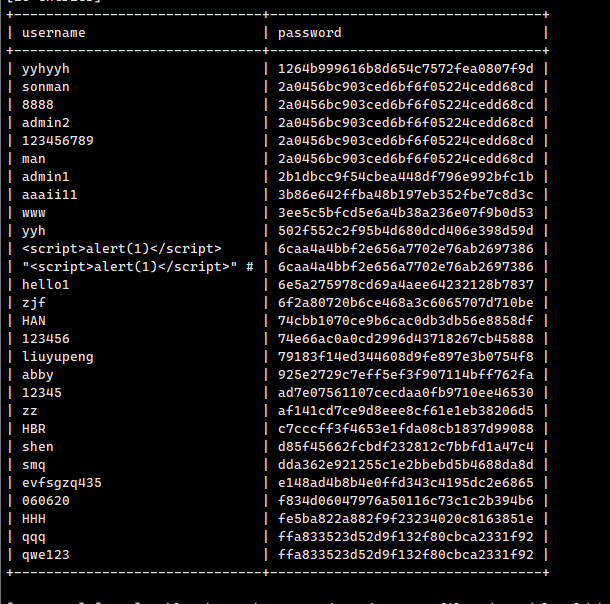 +------------------------------+----------------------------------+
| username | password |
+------------------------------+----------------------------------+
| yyhyyh | 1264b999616b8d654c7572fea0807f9d |
| sonman | 2a0456bc903ced6bf6f05224cedd68cd |
| 8888 | 2a0456bc903ced6bf6f05224cedd68cd |
| admin2 | 2a0456bc903ced6bf6f05224cedd68cd |
| 123456789 | 2a0456bc903ced6bf6f05224cedd68cd |
| man | 2a0456bc903ced6bf6f05224cedd68cd |
| admin1 | 2b1dbcc9f54cbea448df796e992bfc1b |
| aaaii11 | 3b86e642ffba48b197eb352fbe7c8d3c |
| www | 3ee5c5bfcd5e6a4b38a236e07f9b0d53 |
| yyh | 502f552c2f95b4d680dcd406e398d59d |
| <script>alert(1)</script> | 6caa4a4bbf2e656a7702e76ab2697386 |
| "<script>alert(1)</script>" # | 6caa4a4bbf2e656a7702e76ab2697386 |
| hello1 | 6e5a275978cd69a4aee64232128b7837 |
| zjf | 6f2a80720b6ce468a3c6065707d710be |
| HAN | 74cbb1070ce9b6cac0db3db56e8858df |
| 123456 | 74e66ac0a0cd2996d43718267cb45888 |
| liuyupeng | 79183f14ed344608d9fe897e3b0754f8 |
| abby | 925e2729c7eff5ef3f907114bff762fa |
| 12345 | ad7e07561107cecdaa0fb9710ee46530 |
| zz | af141cd7ce9d8eee8cf61e1eb38206d5 |
| HBR | c7cccff3f4653e1fda08cb1837d99088 |
| shen | d85f45662fcbdf232812c7bbfd1a47c4 |
| smq | dda362e921255c1e2bbebd5b4688da8d |
| evfsgzq435 | e148ad4b8b4e0ffd343c4195dc2e6865 |
| 060620 | f834d06047976a50116c73c1c2b394b6 |
| HHH | fe5ba822a882f9f23234020c8163851e |
| qqq | ffa833523d52d9f132f80cbca2331f92 |
| qwe123 | ffa833523d52d9f132f80cbca2331f92 |
+------------------------------+----------------------------------+